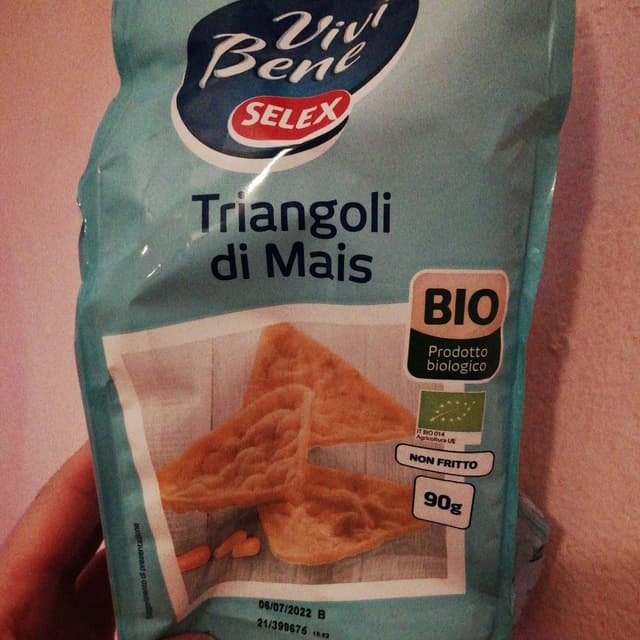 Vivi
Bene
SELEX
Triangoli
di Mais
BIO
Prodotto
biologico
IT BIO 014
Agricoltura UE
NON FRITTO
90g
06/07/2022 B
21/399676